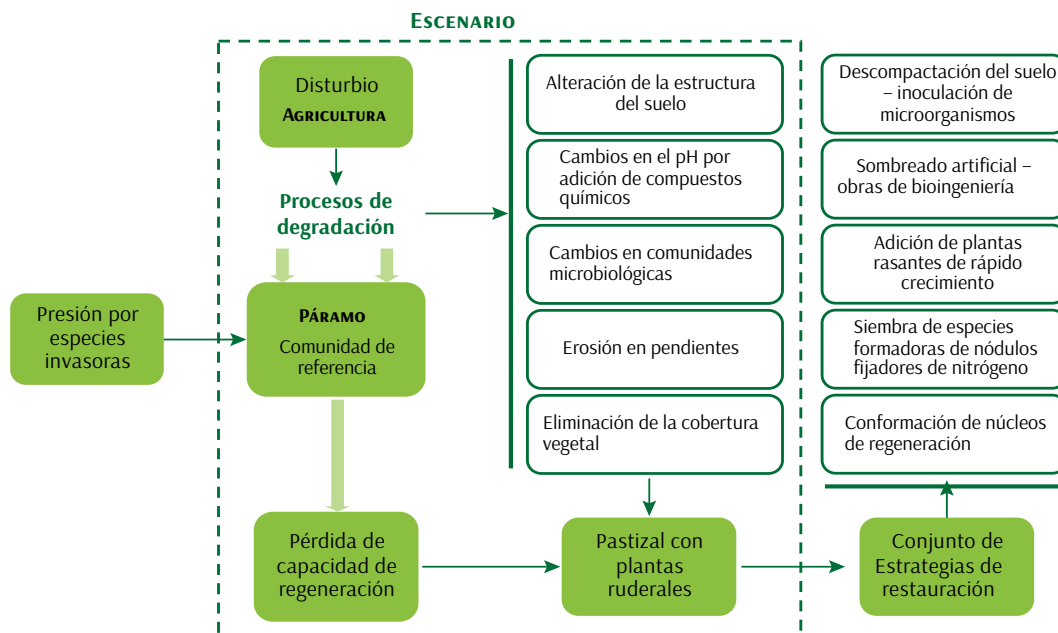 ESCENARIO
Disturbio
AGRICULTURA
Procesos de
degradación
PÁRAMO
Comunidad de
referencia
Presión por
especies
invasoras
Pérdida de
capacidad de
regeneración
Alteración de la estructura
del suelo
Cambios en el pH por
adición de compuestos
químicos
Cambios en comunidades
microbiológicas
Erosión en pendientes
Eliminación de la cobertura
vegetal
Pastizal con
plantas
ruderales
Descompactación del suelo
– inoculación de
microorganismos
Sombreado artificial –
obras de bioingeniería
Adición de plantas
rasantes de rápido
crecimiento
Siembra de especies
formadoras de nódulos
fijadores de nitrógeno
Conformación de núcleos
de regeneración
Conjunto de
Estrategias de
restauración